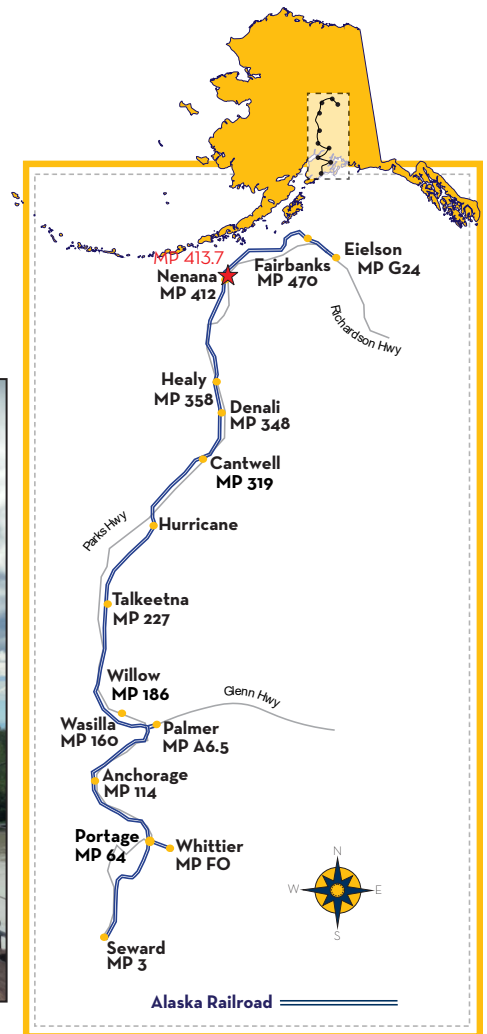 MP 413.7
Nenana
MP 412
Fairbanks
MP 470
Eielson
MP G24
Richardson Hwy
Healy
MP 358
Denali
MP 348
Cantwell
MP 319
Parks Hwy
Hurricane
Talkeetna
MP 227
Willow
MP 186
Glenn Hwy
Wasilla
MP 160
Palmer
MP A6.5
Anchorage
MP 114
Portage
MP 64
Whittier
MP F0
N
W
E
S
Seward
MP 3
Alaska Railroad